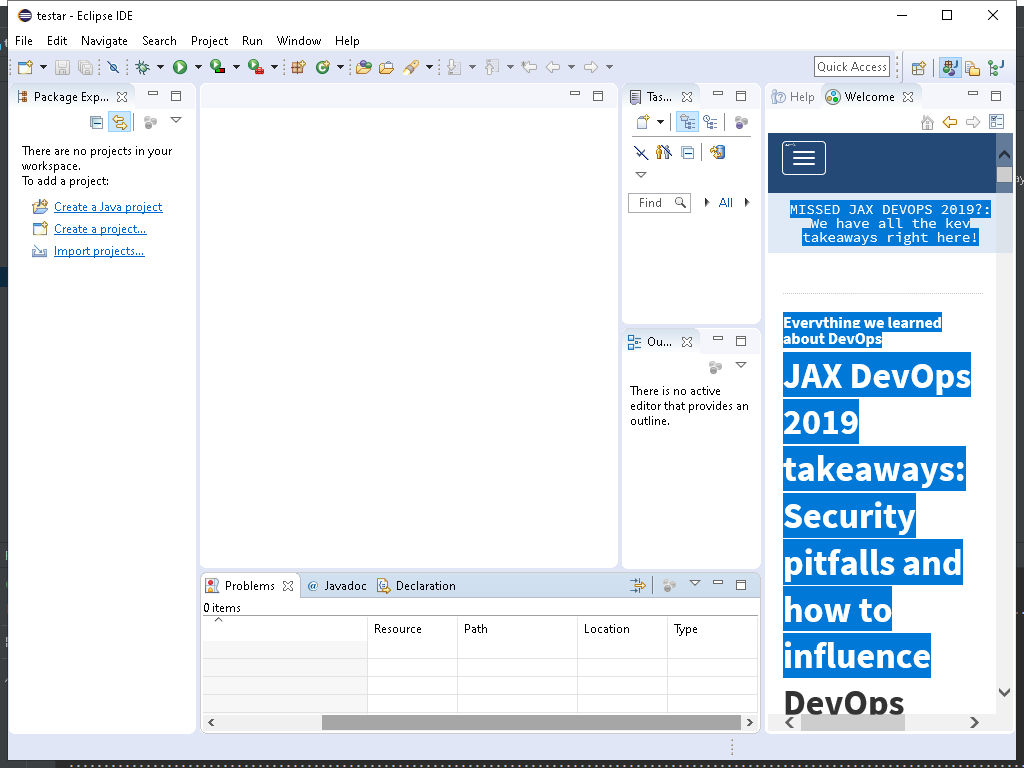 testar - Eclipse IDE
File Edit Navigate Search Project Run Window Help
Quick Access
Package Exp...
There are no projects in your
workspace.
To add a project:
Create a Java project
Create a project...
Import projects...
Tas...
Find
All
Ou...
There is no active
editor that provides an
outline.
Help Welcome
MISSED JAX DEVOPS 2019?:
We have all the key
takeaways right here!
Everything we learned
about DevOps
JAX DevOps
2019
takeaways:
Security
pitfalls and
how to
influence
DevOps
Problems @ Javadoc Declaration
0 items
Resource Path Location Type